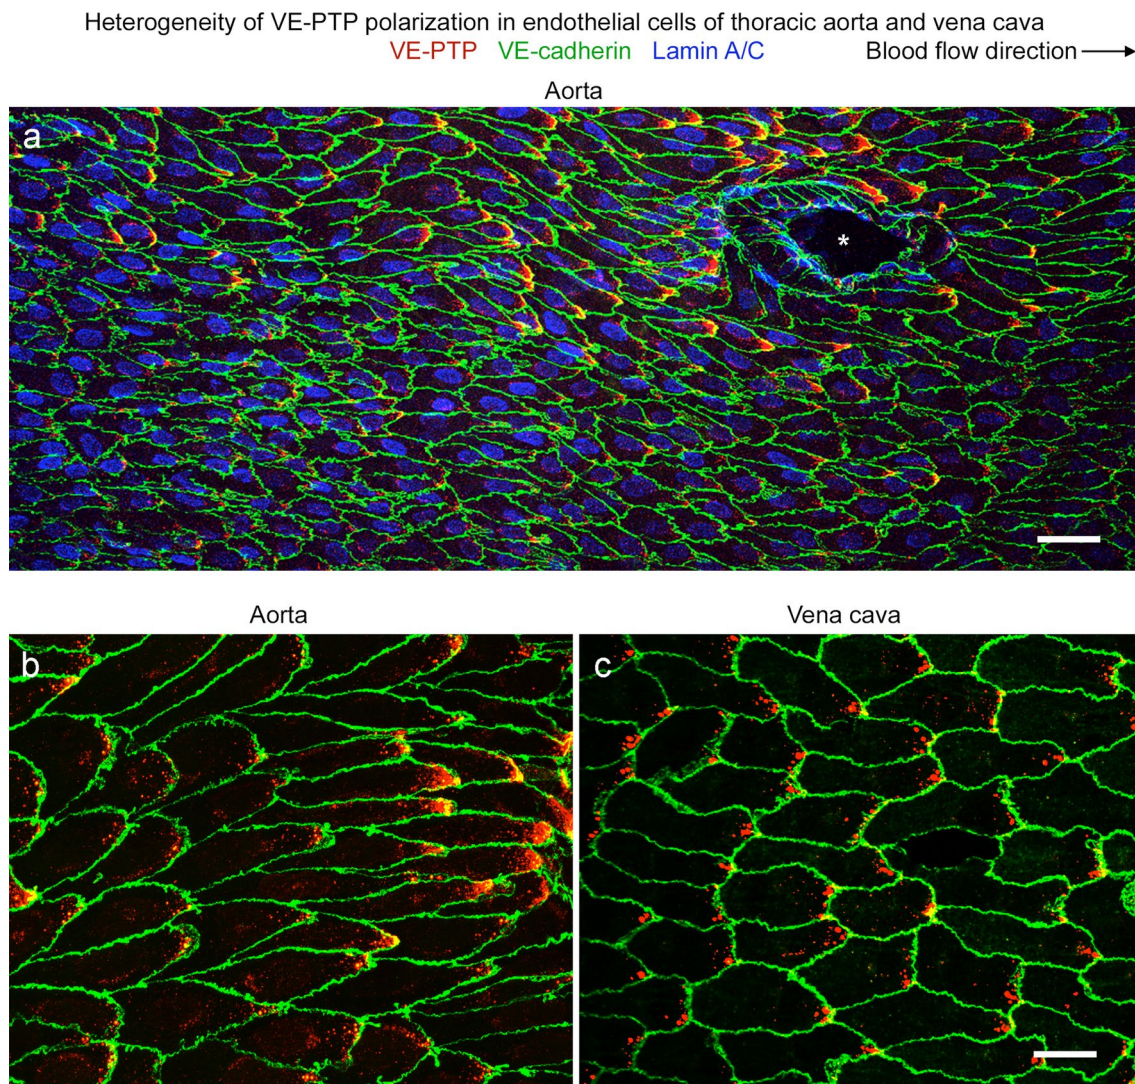 Heterogeneity of VE-PTP polarization in endothelial cells of thoracic aorta and vena cava
VE-PTP VE-cadherin Lamin A/C Blood flow direction
Aorta
a
*
Aorta Vena cava
b c